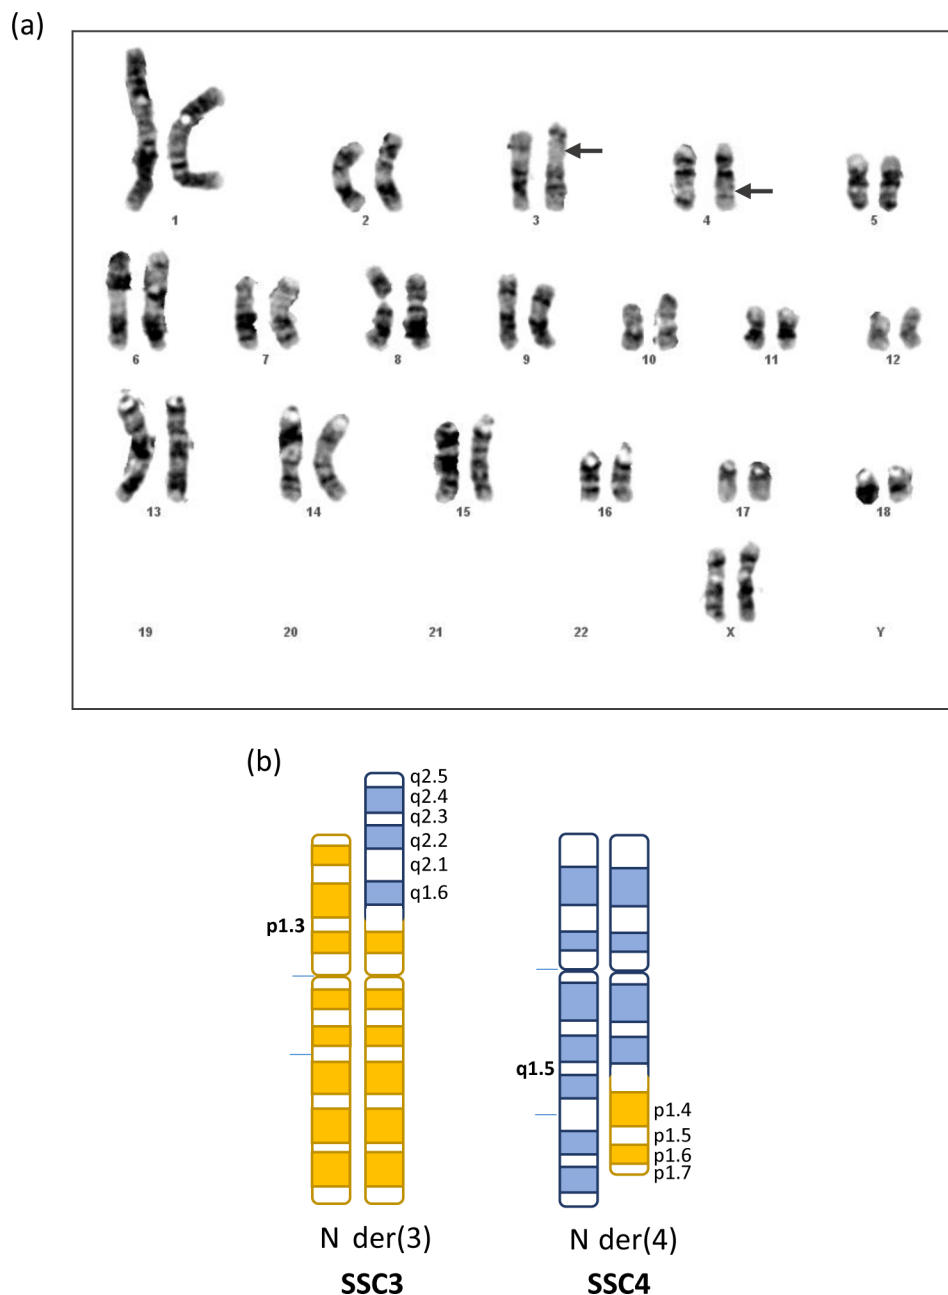 (a)
1
2
3
4
5
6
7
8
9
10
11
12
13
14
15
16
17
18
19
20
21
22
X
Y
(b)
q2.5
q2.4
q2.3
q2.2
q2.1
q1.6
p1.3
q1.5
p1.4
p1.5
p1.6
p1.7
N der(3)
N der(4)
SSC3
SSC4